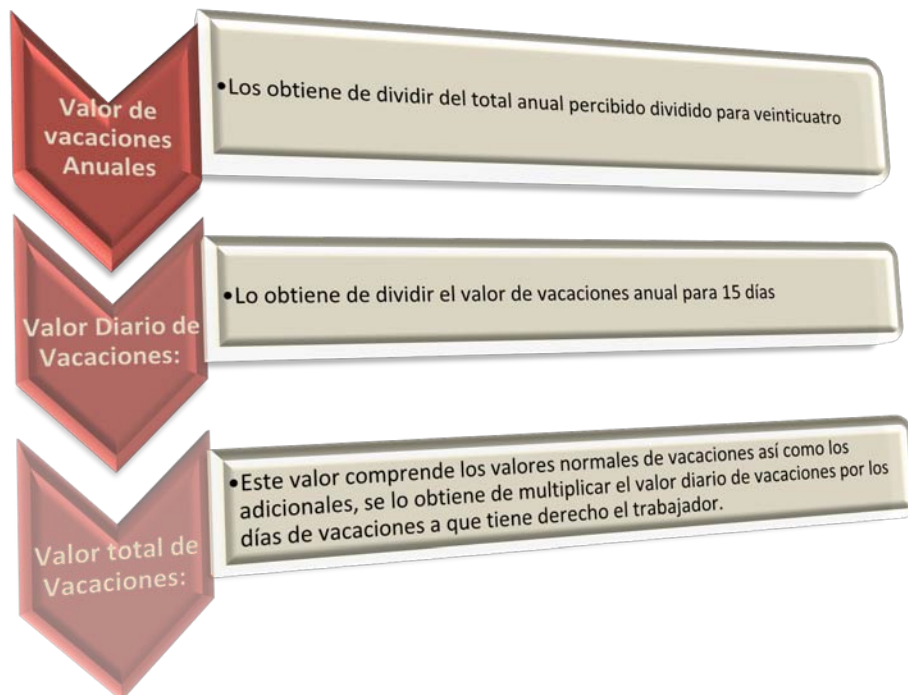 Valor de
vacaciones
Anuales
•Los obtiene de dividir del total anual percibido dividido para veinticuatro
Valor Diario de
Vacaciones:
•Lo obtiene de dividir el valor de vacaciones anual para 15 días
Valor total de
Vacaciones:
•Este valor comprende los valores normales de vacaciones así como los
adicionales, se lo obtiene de multiplicar el valor diario de vacaciones por los
días de vacaciones a que tiene derecho el trabajador.